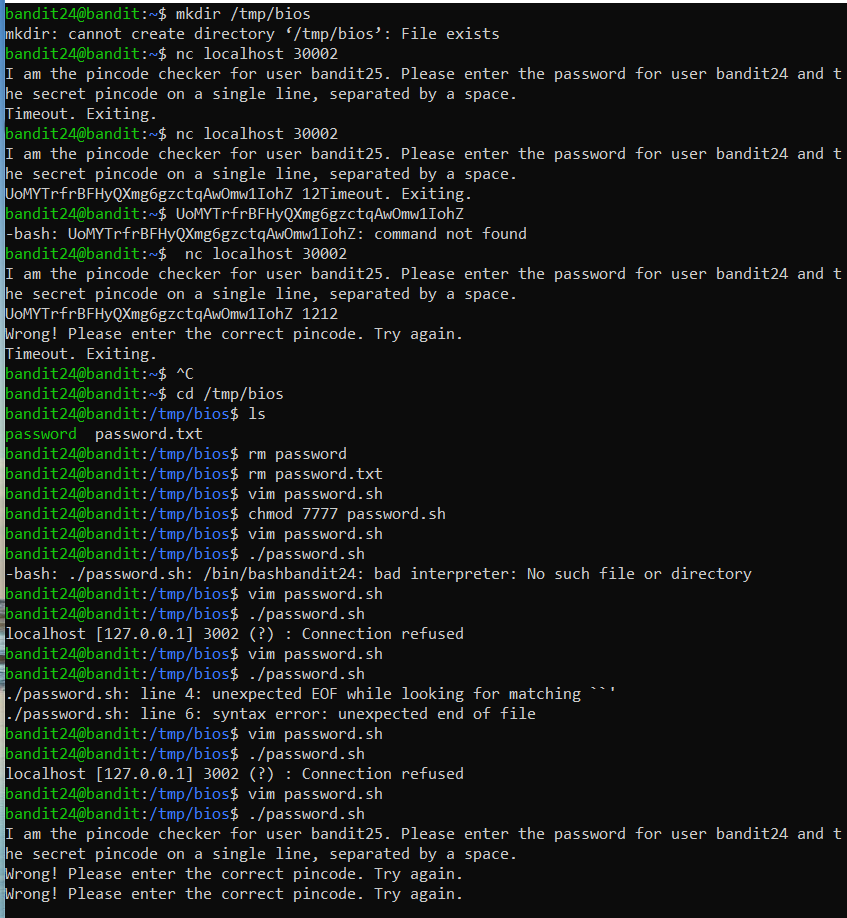 bandit24@bandit:~$ mkdir /tmp/bios
mkdir: cannot create directory ‘/tmp/bios’: File exists
bandit24@bandit:~$ nc localhost 30002
I am the pincode checker for user bandit25. Please enter the password for user bandit24 and t
he secret pincode on a single line, separated by a space.
Timeout. Exiting.
bandit24@bandit:~$ nc localhost 30002
I am the pincode checker for user bandit25. Please enter the password for user bandit24 and t
he secret pincode on a single line, separated by a space.
UoMYTrfrBFHyQXmg6gzctqAwOmw1IohZ 12Timeout. Exiting.
bandit24@bandit:~$ UoMYTrfrBFHyQXmg6gzctqAwOmw1IohZ
-bash: UoMYTrfrBFHyQXmg6gzctqAwOmw1IohZ: command not found
bandit24@bandit:~$  nc localhost 30002
I am the pincode checker for user bandit25. Please enter the password for user bandit24 and t
he secret pincode on a single line, separated by a space.
UoMYTrfrBFHyQXmg6gzctqAwOmw1IohZ 1212
Wrong! Please enter the correct pincode. Try again.
Timeout. Exiting.
bandit24@bandit:~$ ^C
bandit24@bandit:~$ cd /tmp/bios
bandit24@bandit:/tmp/bios$ ls
password  password.txt
bandit24@bandit:/tmp/bios$ rm password
bandit24@bandit:/tmp/bios$ rm password.txt
bandit24@bandit:/tmp/bios$ vim password.sh
bandit24@bandit:/tmp/bios$ chmod 7777 password.sh
bandit24@bandit:/tmp/bios$ vim password.sh
bandit24@bandit:/tmp/bios$ ./password.sh
-bash: ./password.sh: /bin/bashbandit24: bad interpreter: No such file or directory
bandit24@bandit:/tmp/bios$ vim password.sh
bandit24@bandit:/tmp/bios$ ./password.sh
localhost [127.0.0.1] 3002 (?) : Connection refused
bandit24@bandit:/tmp/bios$ vim password.sh
bandit24@bandit:/tmp/bios$ ./password.sh
./password.sh: line 4: unexpected EOF while looking for matching ``'
./password.sh: line 6: syntax error: unexpected end of file
bandit24@bandit:/tmp/bios$ vim password.sh
bandit24@bandit:/tmp/bios$ ./password.sh
localhost [127.0.0.1] 3002 (?) : Connection refused
bandit24@bandit:/tmp/bios$ vim password.sh
bandit24@bandit:/tmp/bios$ ./password.sh
I am the pincode checker for user bandit25. Please enter the password for user bandit24 and t
he secret pincode on a single line, separated by a space.
Wrong! Please enter the correct pincode. Try again.
Wrong! Please enter the correct pincode. Try again.